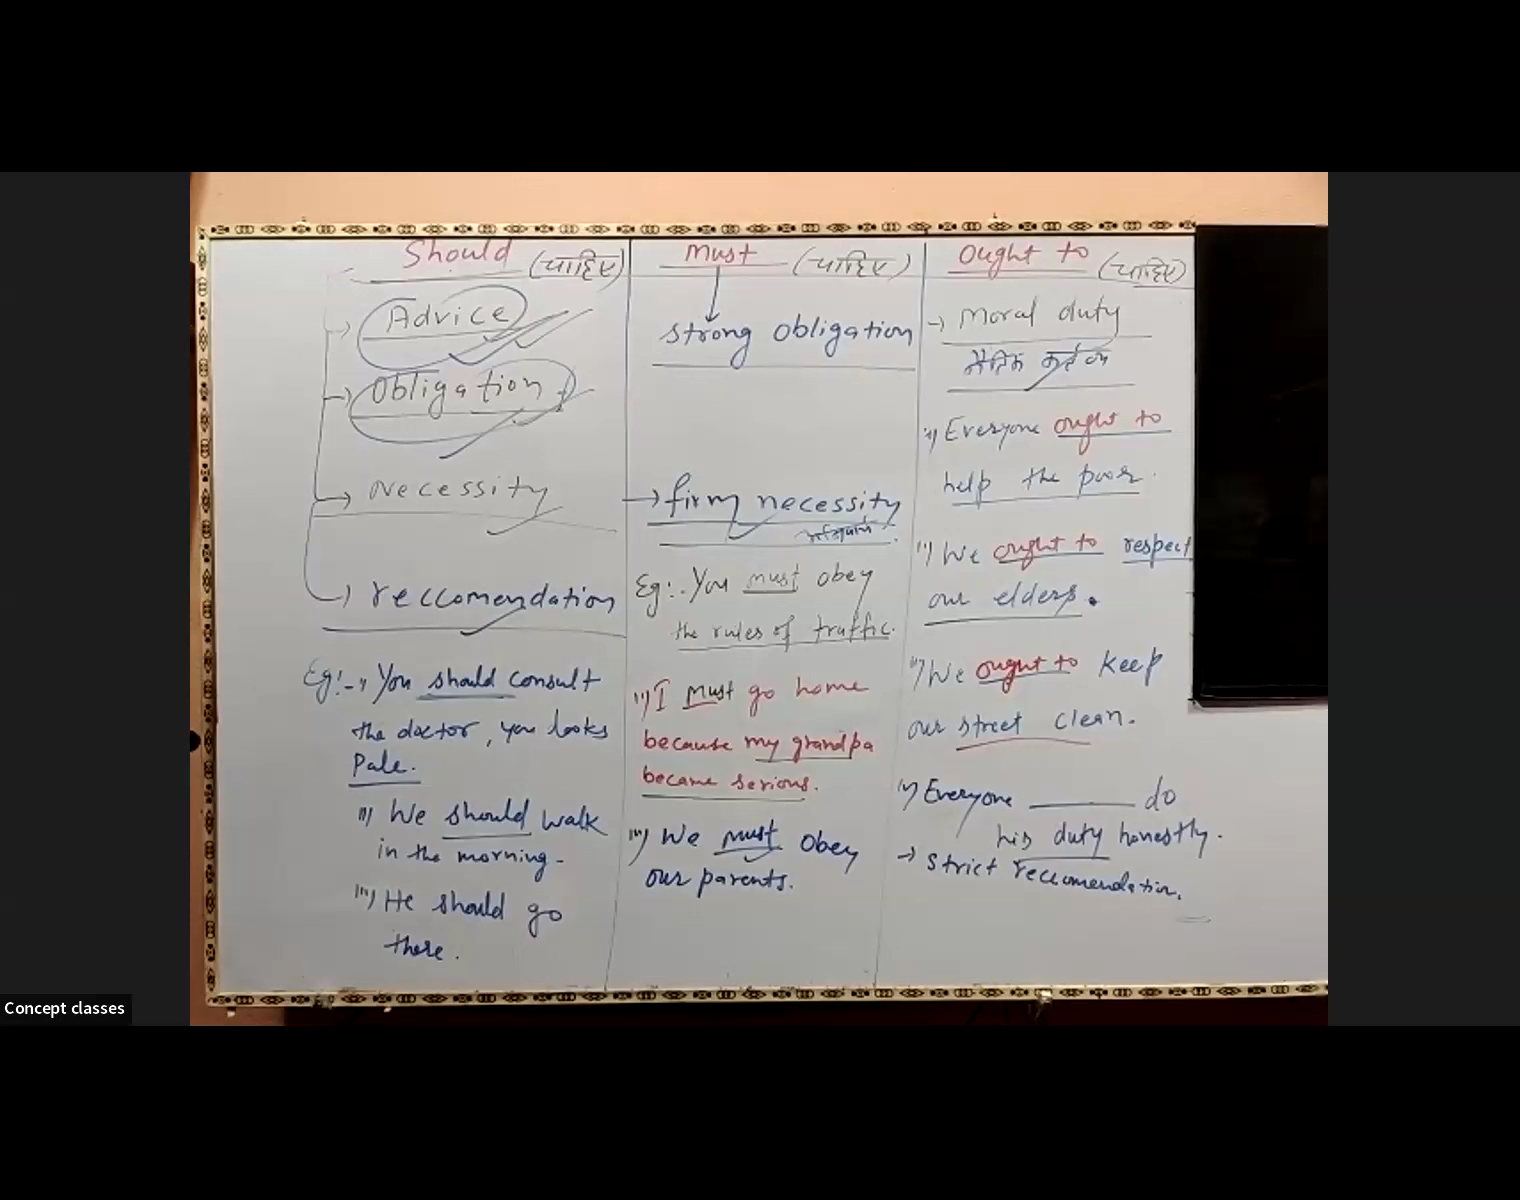 Should (चाहिए)
Advice
Obligation
Necessity
reccomendation
Eg:- i) You should consult
the doctor, you looks
Pale.
ii) We should walk
in the morning.
iii) He should go
there.
Must (चाहिए)
strong obligation
firm necessity
अनिवार्य
Eg:- You must obey
the rules of traffic.
ii) I must go home
because my grandpa
became serious.
iii) We must obey
our parents.
Ought to (चाहिए)
Moral duty
नैतिक कर्तव्य
i) Everyone ought to
help the poor.
ii) We ought to respect
our elders.
iii) We ought to keep
our street clean.
iv) Everyone ______ do
his duty honestly.
→ strict reccomendation.
Concept classes